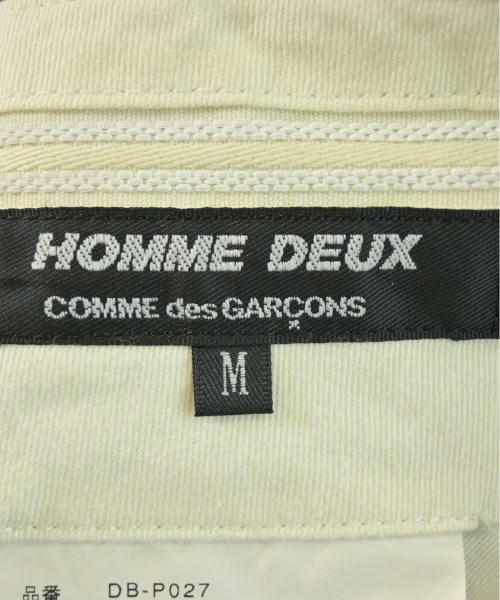 HOMME DEUX
COMME des GARÇONS
M
品番 DB-P027